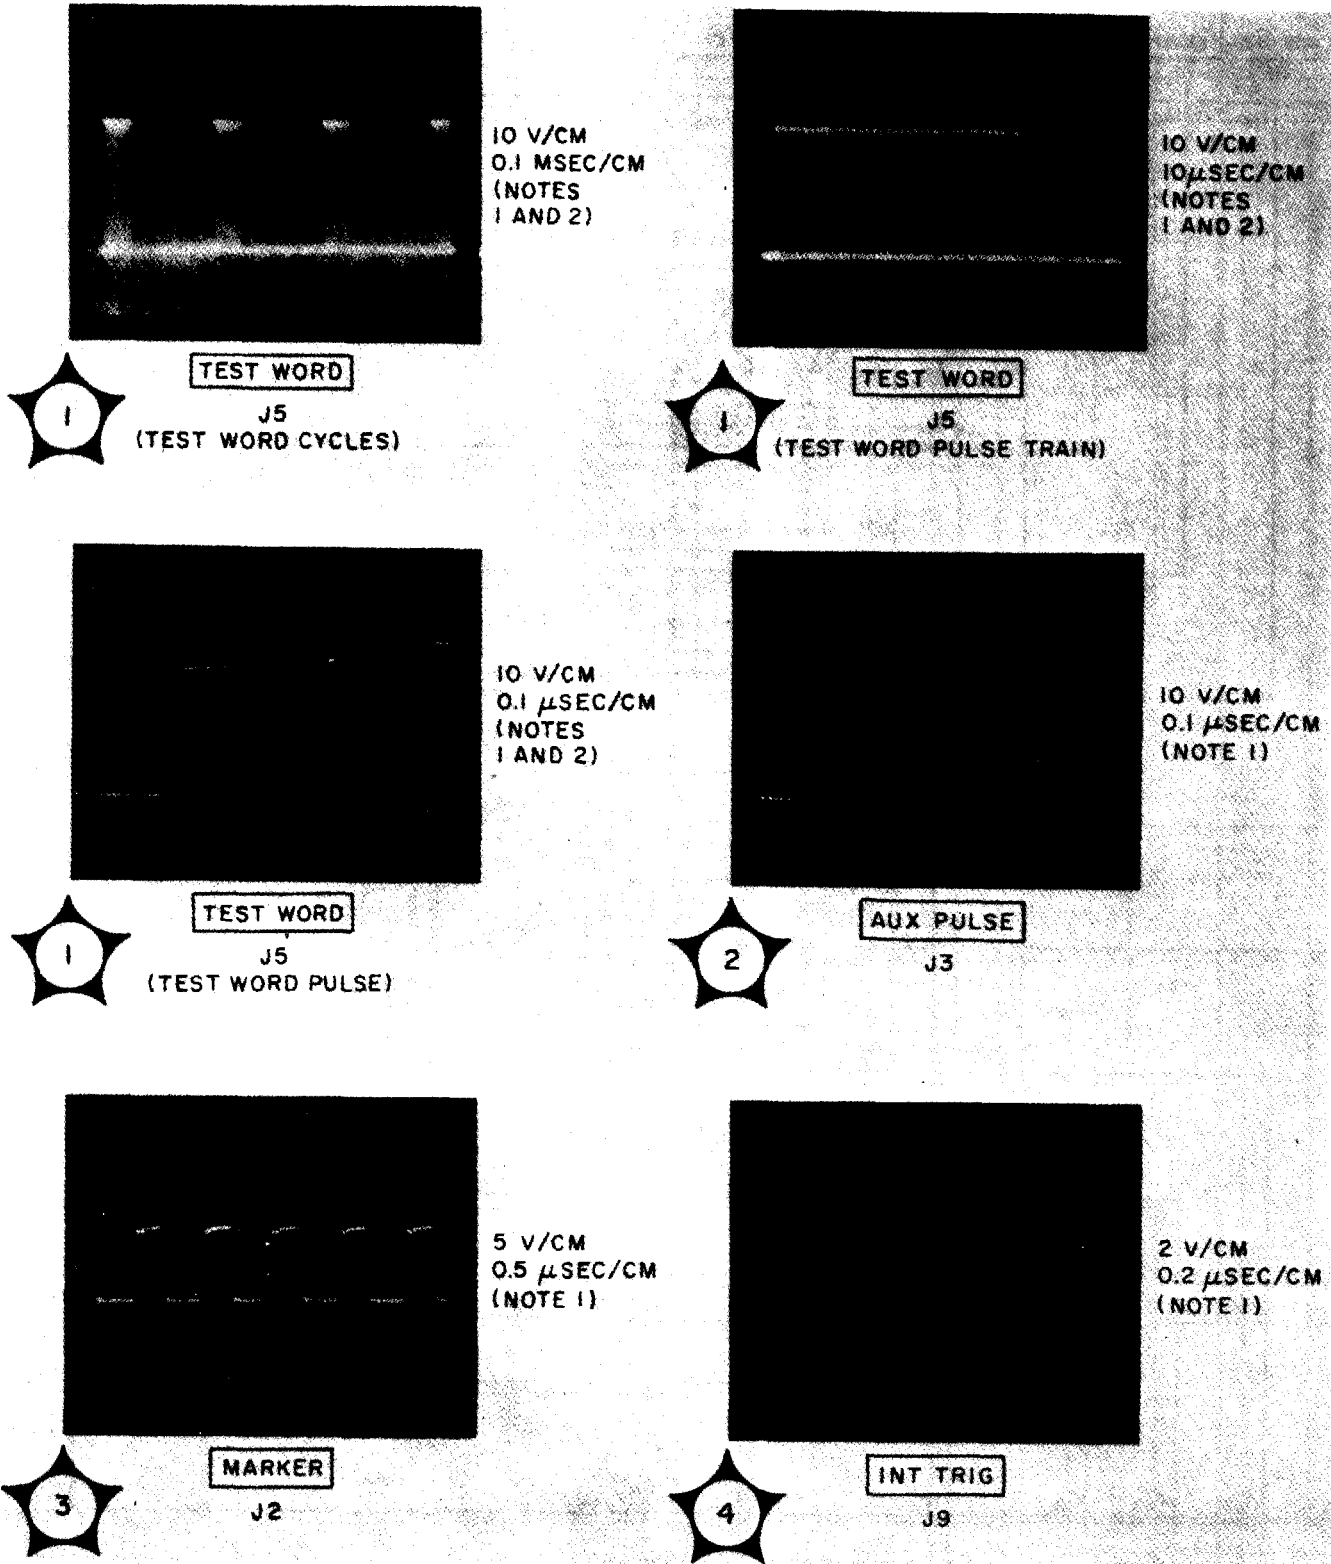 10 V/CM
0.1 MSEC/CM
(NOTES
1 AND 2)
1
TEST WORD
J5
(TEST WORD CYCLES)
10 V/CM
10μSEC/CM
(NOTES
1 AND 2)
1
TEST WORD
J5
(TEST WORD PULSE TRAIN)
10 V/CM
0.1 μSEC/CM
(NOTES
1 AND 2)
1
TEST WORD
J5
(TEST WORD PULSE)
10 V/CM
0.1 μSEC/CM
(NOTE 1)
2
AUX PULSE
J3
5 V/CM
0.5 μSEC/CM
(NOTE 1)
3
MARKER
J2
2 V/CM
0.2 μSEC/CM
(NOTE 1)
4
INT TRIG
J9